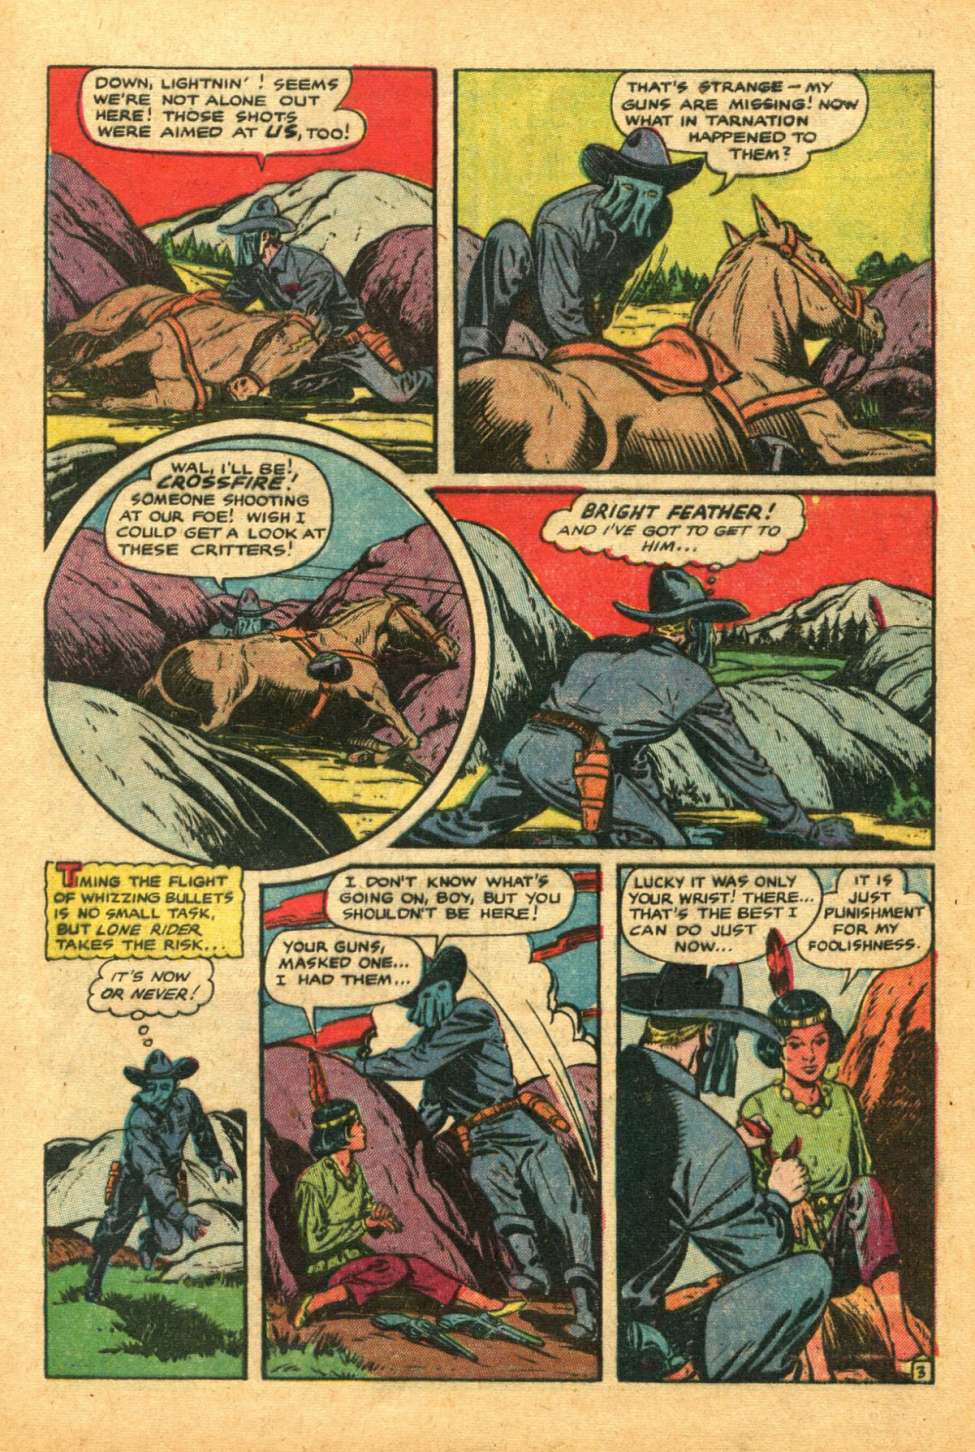 DOWN, LIGHTNIN'! SEEMS
WE'RE NOT ALONE OUT
HERE! THOSE SHOTS
WERE AIMED AT US, TOO!
THAT'S STRANGE — MY
GUNS ARE MISSING! NOW
WHAT IN TARNATION
HAPPENED TO
THEM?
WAL, I'LL BE!
CROSSFIRE!
SOMEONE SHOOTING
AT OUR FOE! WISH I
COULD GET A LOOK AT
THESE CRITTERS!
BRIGHT FEATHER!
AND I'VE GOT TO GET TO
HIM...
TIMING THE FLIGHT
OF WHIZZING BULLETS
IS NO SMALL TASK,
BUT LONE RIDER
TAKES THE RISK...
IT'S NOW
OR NEVER!
I DON'T KNOW WHAT'S
GOING ON, BOY, BUT YOU
SHOULDN'T BE HERE!
YOUR GUNS,
MASKED ONE...
I HAD THEM...
LUCKY IT WAS ONLY
YOUR WRIST! THERE...
THAT'S THE BEST I
CAN DO JUST
NOW...
IT IS
JUST
PUNISHMENT
FOR MY
FOOLISHNESS.
3